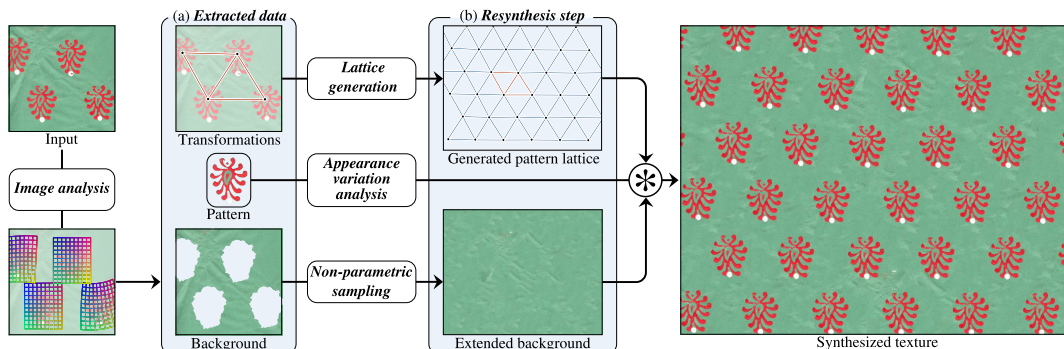 (a) Extracted data
(b) Resynthesis step
Input
Transformations
Lattice
generation
Generated pattern lattice
Image analysis
Pattern
Appearance
variation
analysis
Non-parametric
sampling
Background
Extended background
Synthesized texture